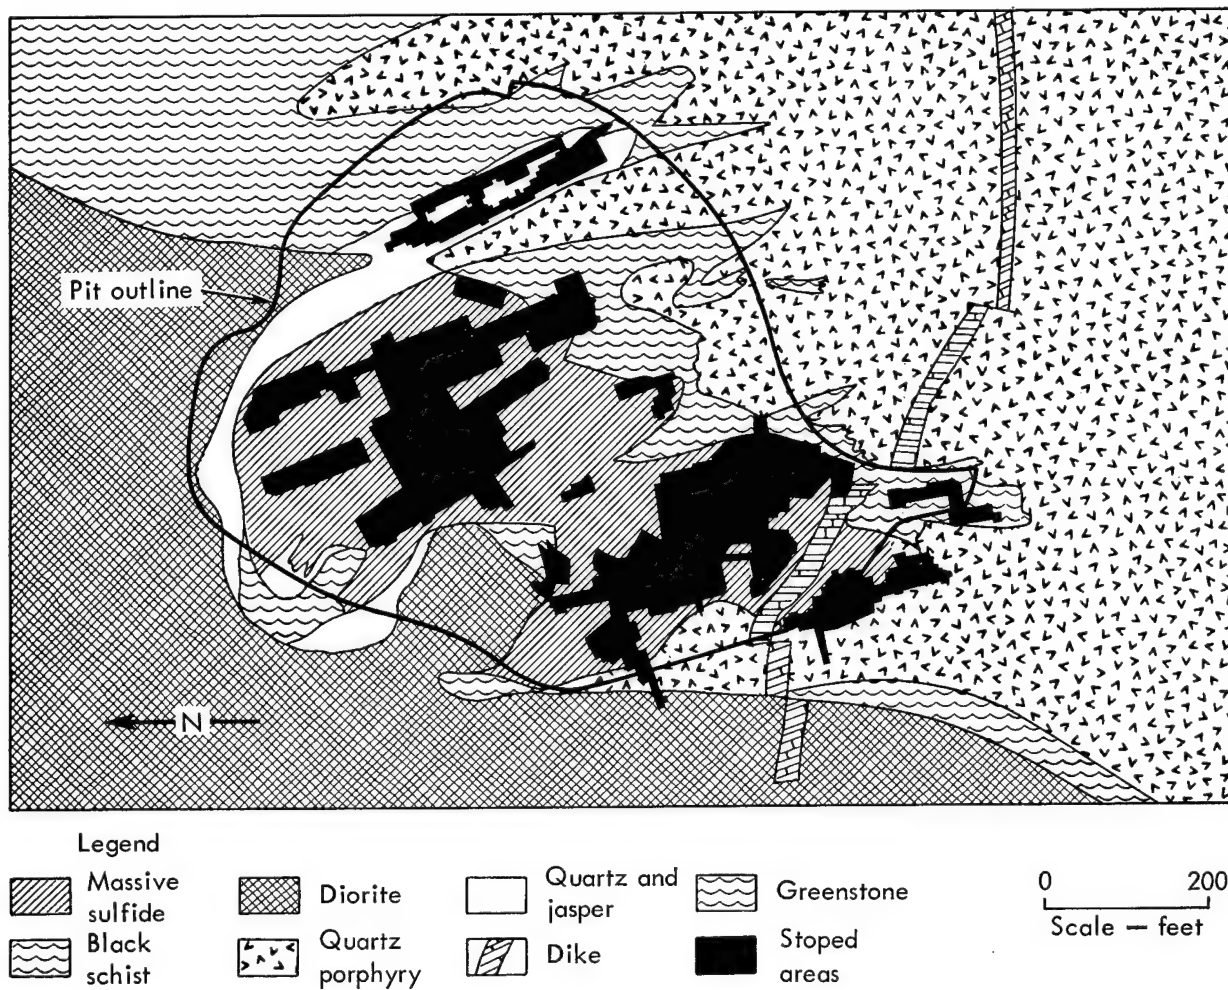 Pit outline
N
Legend
Massive
sulfide
Diorite
Quartz and
jasper
Greenstone
Black
schist
Quartz
porphyry
Dike
Stoped
areas
0 200
Scale — feet